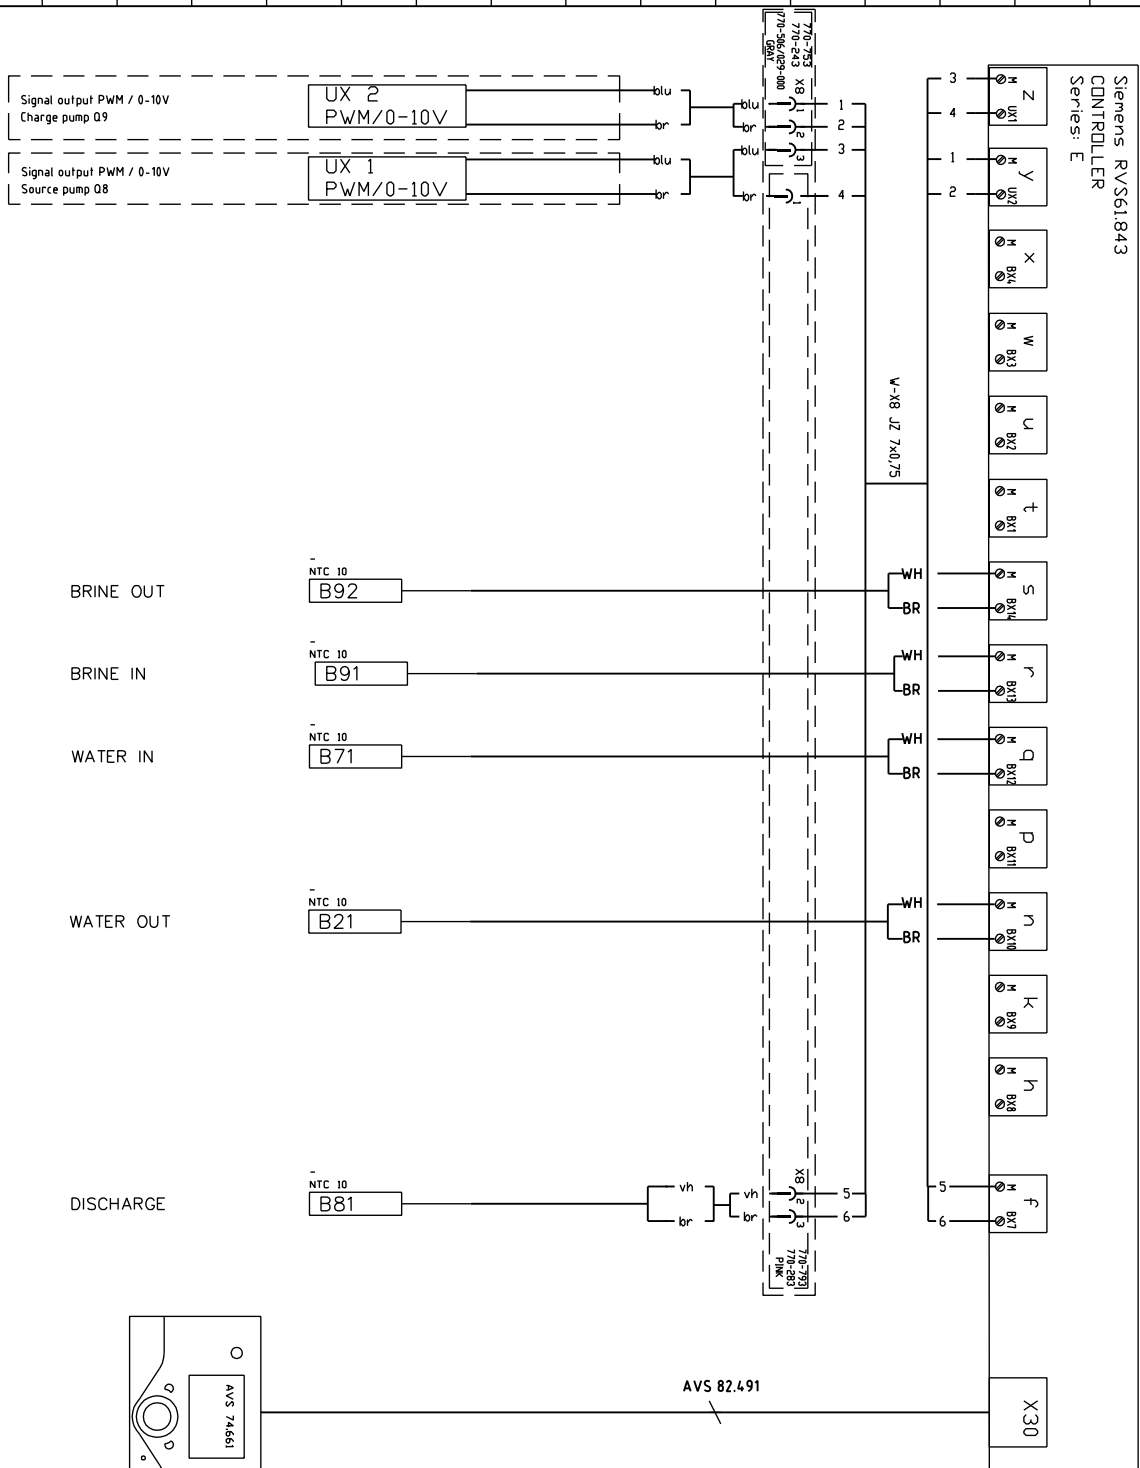 Siemens RVS61.843
CONTROLLER
Series: E
770-753
770-243
770-506/029-000
GRAY
X8
1
2
3
1
Signal output PWM / 0-10V
Charge pump Q9
UX 2
PWM/0-10V
blu
br
blu
br
1
2
Signal output PWM / 0-10V
Source pump Q8
UX 1
PWM/0-10V
blu
br
blu
br
3
4
3
4
1
2
z
M
UX1
y
M
UX2
x
M
BX4
w
M
BX3
u
M
BX2
t
M
BX1
W-X8 JZ 7x0,75
BRINE OUT
-
NTC 10
B92
WH
BR
s
M
BX14
BRINE IN
-
NTC 10
B91
WH
BR
r
M
BX13
WATER IN
-
NTC 10
B71
WH
BR
q
M
BX12
p
M
BX11
WATER OUT
-
NTC 10
B21
WH
BR
n
M
BX10
k
M
BX9
h
M
BX8
DISCHARGE
-
NTC 10
B81
vh
br
vh
br
X8
2
3
5
6
5
6
f
M
BX7
770-793
770-283
PINK
AVS 74.661
AVS 82.491
X30